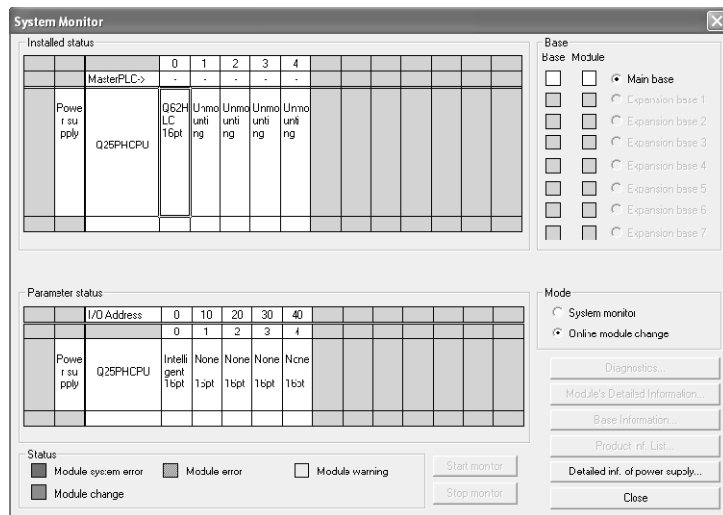 System Monitor
Installed status
0 1 2 3 4
MasterPLC-> - - - - -
Powe
r su
pply
Q25PHCPU
Q62H
LC
16pt
Unmo
unti
ng
Unmo
unti
ng
Unmo
unti
ng
Unmo
unti
ng
Base
Base Module
Main base
Expansion base 1
Expansion base 2
Expansion base 3
Expansion base 4
Expansion base 5
Expansion base 6
Expansion base 7
Parameter status
I/O Address 0 10 20 30 40
0 1 2 3 4
Powe
r su
pply
Q25PHCPU
Intelli
gent
16pt
None
16pt
None
16pt
None
16pt
None
16pt
Mode
System monitor
Online module change
Diagnostics...
Module's Detailed Information...
Base Information...
Product Inf. List...
Detailed inf. of power supply...
Close
Status
Module system error
Module error
Module warning
Module change
Start monitor
Stop monitor